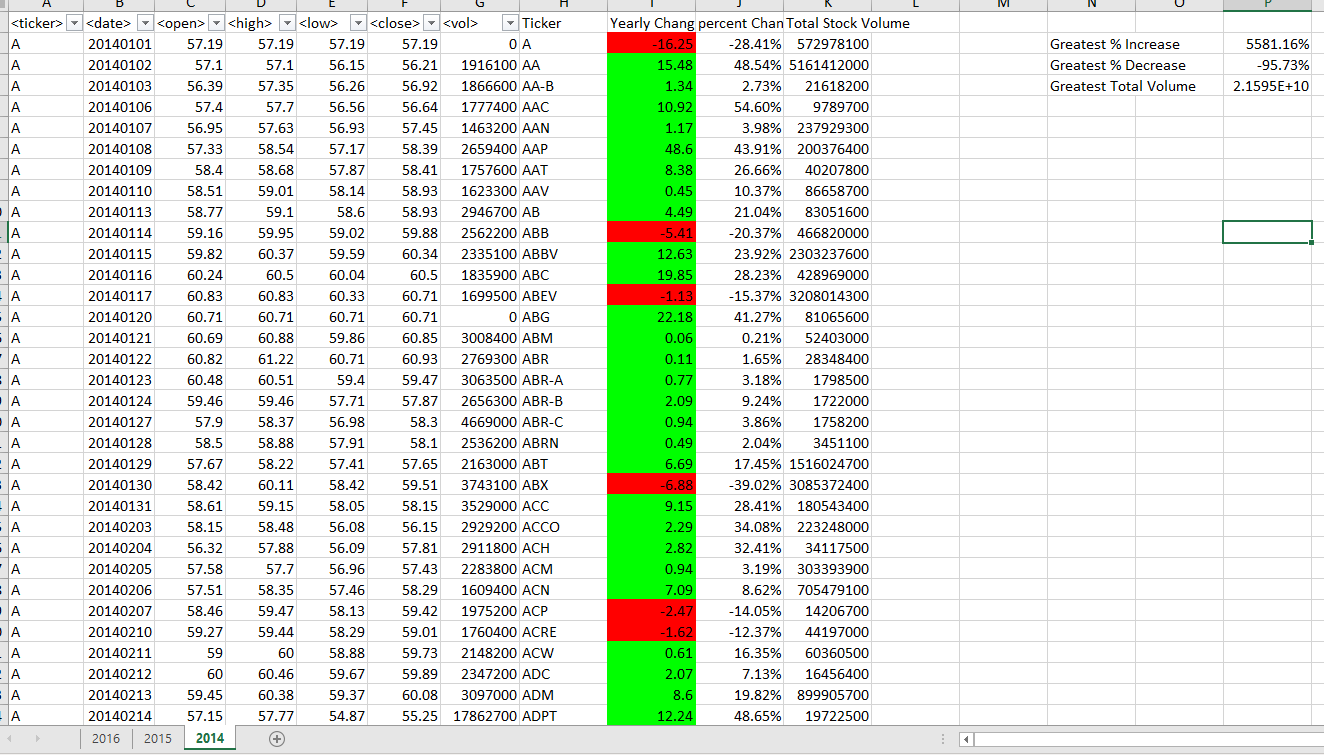 A B C D E F G H I J K L M N O P
<ticker> <date> <open> <high> <low> <close> <vol> Ticker Yearly Chang percent Chan Total Stock Volume
A 20140101 57.19 57.19 57.19 57.19 0 A -16.25 -28.41% 572978100 Greatest % Increase 5581.16%
A 20140102 57.1 57.1 56.15 56.21 1916100 AA 15.48 48.54% 5161412000 Greatest % Decrease -95.73%
A 20140103 56.39 57.35 56.26 56.92 1866600 AA-B 1.34 2.73% 21618200 Greatest Total Volume 2.1595E+10
A 20140106 57.4 57.7 56.56 56.64 1777400 AAC 10.92 54.60% 9789700
A 20140107 56.95 57.63 56.93 57.45 1463200 AAN 1.17 3.98% 237929300
A 20140108 57.33 58.54 57.17 58.39 2659400 AAP 48.6 43.91% 200376400
A 20140109 58.4 58.68 57.87 58.41 1757600 AAT 8.38 26.66% 40207800
A 20140110 58.51 59.01 58.14 58.93 1623300 AAV 0.45 10.37% 86658700
A 20140113 58.77 59.1 58.6 58.93 2946700 AB 4.49 21.04% 83051600
A 20140114 59.16 59.95 59.02 59.88 2562200 ABB -5.41 -20.37% 466820000
A 20140115 59.82 60.37 59.59 60.34 2335100 ABBV 12.63 23.92% 2303237600
A 20140116 60.24 60.5 60.04 60.5 1835900 ABC 19.85 28.23% 428969000
A 20140117 60.83 60.83 60.33 60.71 1699500 ABEV -1.13 -15.37% 3208014300
A 20140120 60.71 60.71 60.71 60.71 0 ABG 22.18 41.27% 81065600
A 20140121 60.69 60.88 59.86 60.85 3008400 ABM 0.06 0.21% 52403000
A 20140122 60.82 61.22 60.71 60.93 2769300 ABR 0.11 1.65% 28348400
A 20140123 60.48 60.51 59.4 59.47 3063500 ABR-A 0.77 3.18% 1798500
A 20140124 59.46 59.46 57.71 57.87 2656300 ABR-B 2.09 9.24% 1722000
A 20140127 57.9 58.37 56.98 58.3 4669000 ABR-C 0.94 3.86% 1758200
A 20140128 58.5 58.88 57.91 58.1 2536200 ABRN 0.49 2.04% 3451100
A 20140129 57.67 58.22 57.41 57.65 2163000 ABT 6.69 17.45% 1516024700
A 20140130 58.42 60.11 58.42 59.51 3743100 ABX -6.88 -39.02% 3085372400
A 20140131 58.61 59.15 58.05 58.15 3529000 ACC 9.15 28.41% 180543400
A 20140203 58.15 58.48 56.08 56.15 2929200 ACCO 2.29 34.08% 223248000
A 20140204 56.32 57.88 56.09 57.81 2911800 ACH 2.82 32.41% 34117500
A 20140205 57.58 57.7 56.96 57.43 2283800 ACM 0.94 3.19% 303393900
A 20140206 57.51 58.35 57.46 58.29 1609400 ACN 7.09 8.62% 705479100
A 20140207 58.46 59.47 58.13 59.42 1975200 ACP -2.47 -14.05% 14206700
A 20140210 59.27 59.44 58.29 59.01 1760400 ACRE -1.62 -12.37% 44197000
A 20140211 59 60 58.88 59.73 2148200 ACW 0.61 16.35% 60360500
A 20140212 60 60.46 59.67 59.89 2347200 ADC 2.07 7.13% 16456400
A 20140213 59.45 60.38 59.37 60.08 3097000 ADM 8.6 19.82% 899905700
A 20140214 57.15 57.77 54.87 55.25 17862700 ADPT 12.24 48.65% 19722500
2016 2015 2014